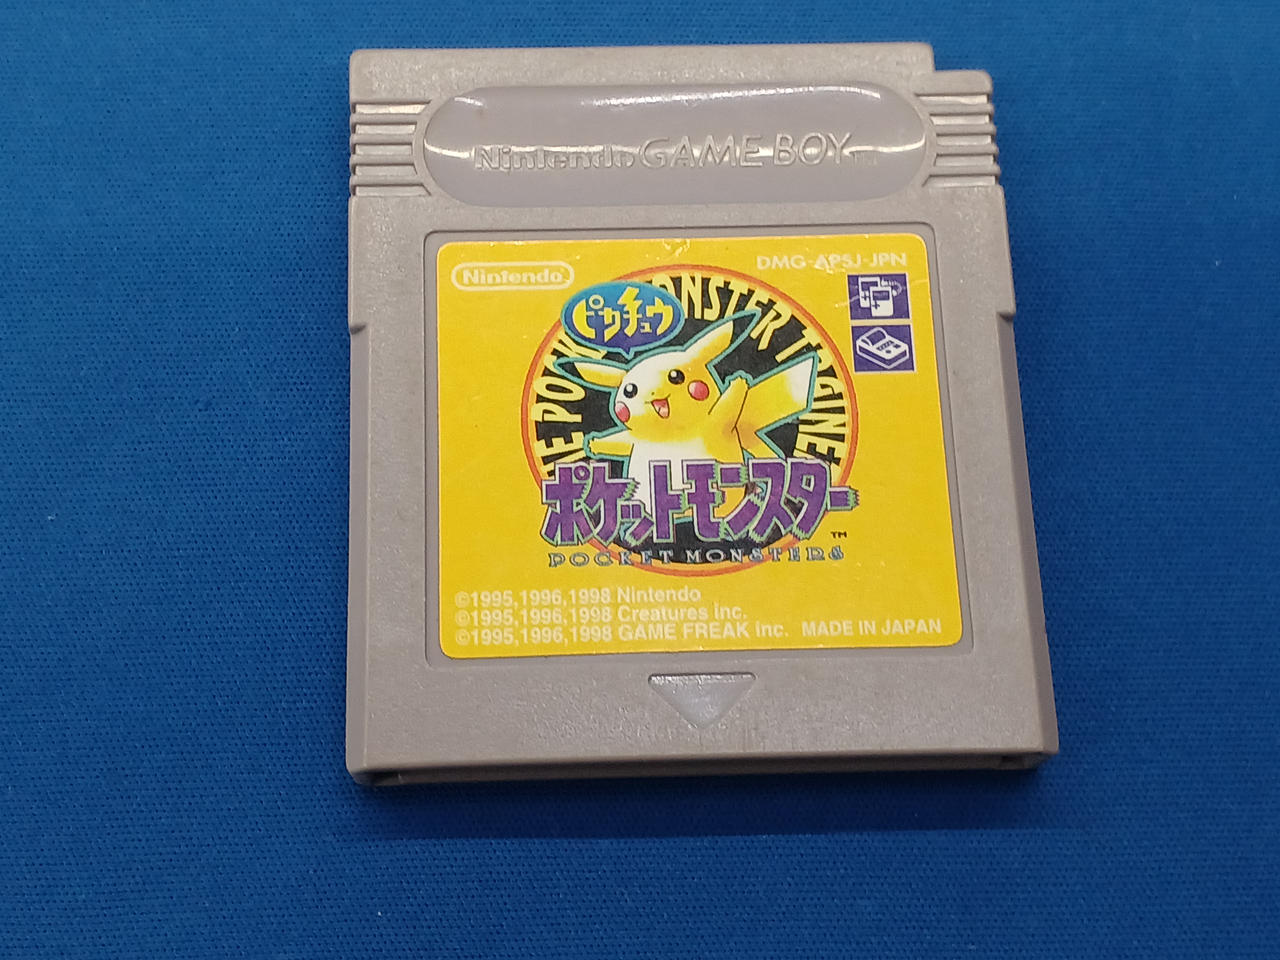 Nintendo GAME BOY TM
Nintendo
DMG-APSJ-JPN
ピカチュウ
MONSTER
ポケットモンスター TM
POCKET MONSTERS
©1995,1996,1998 Nintendo
©1995,1996,1998 Creatures inc.
©1995,1996,1998 GAME FREAK inc. MADE IN JAPAN